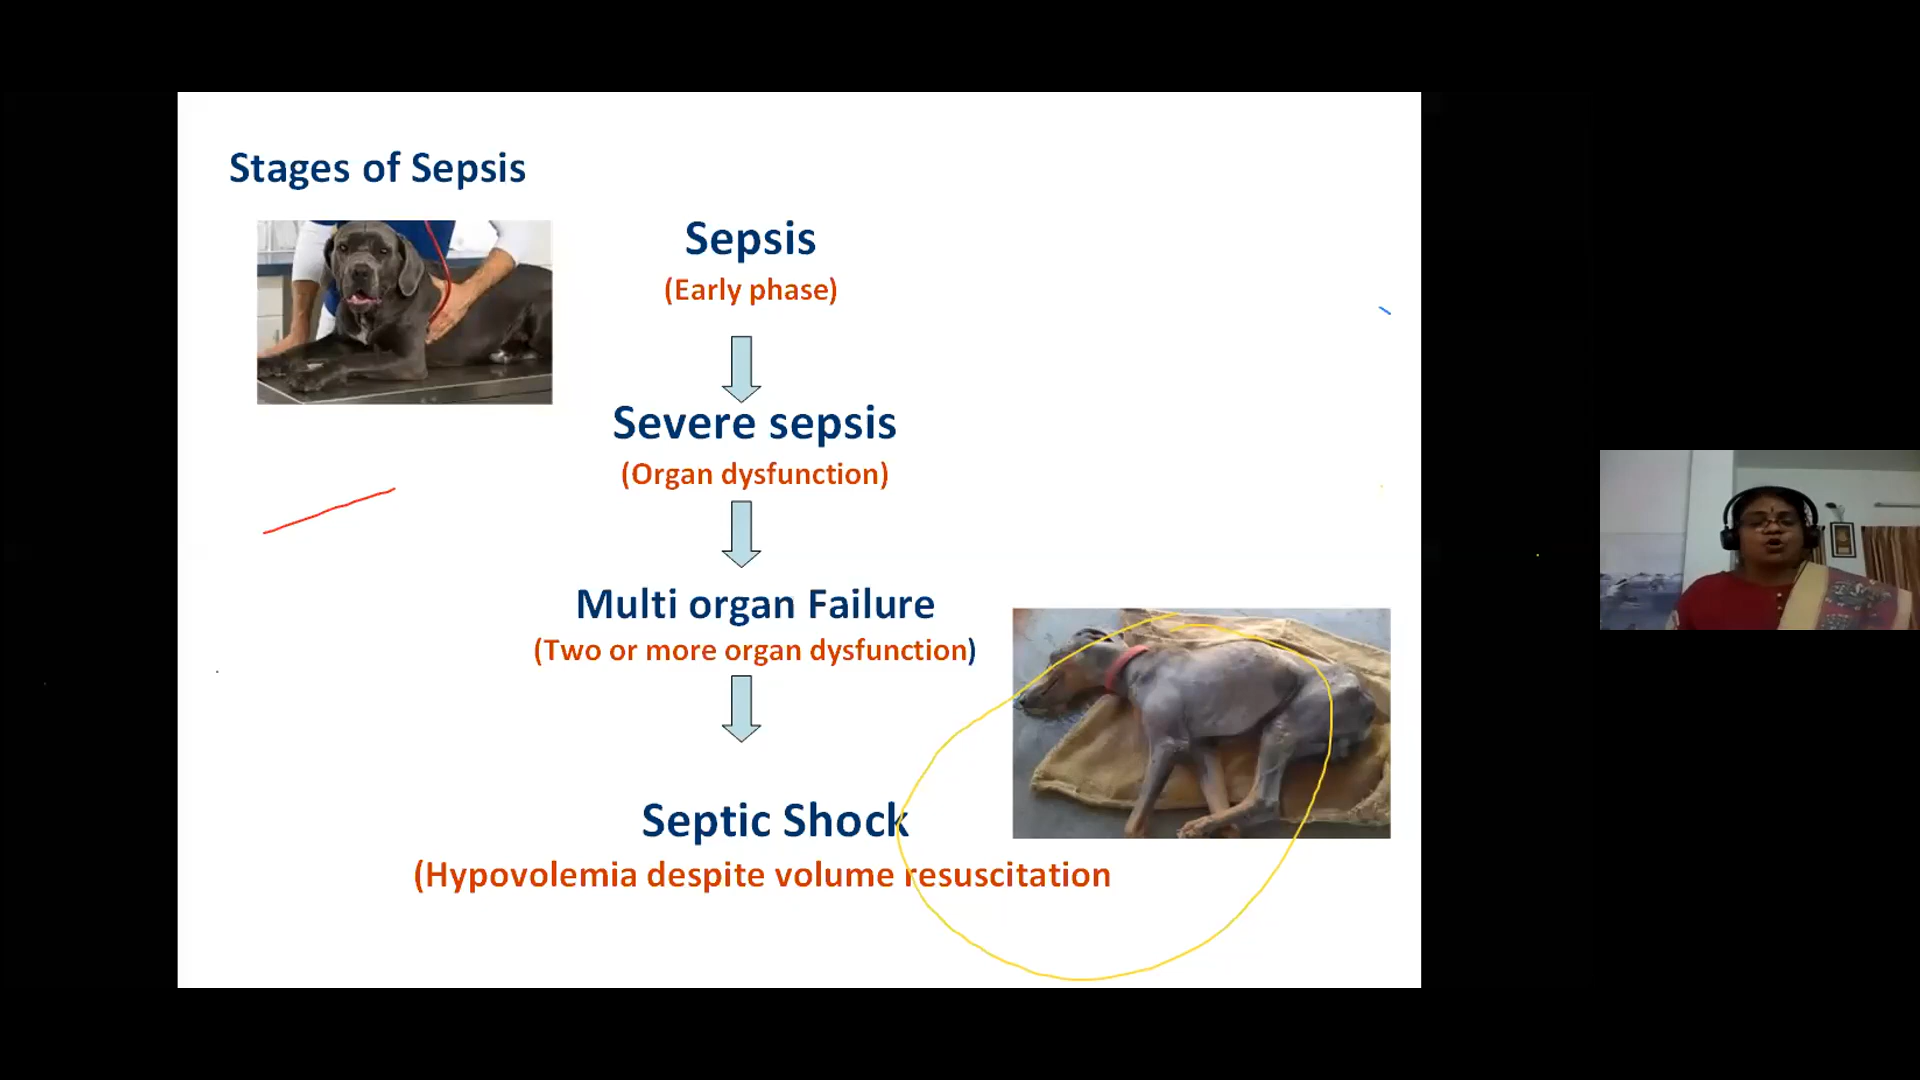 Stages of Sepsis
Sepsis
(Early phase)
Severe sepsis
(Organ dysfunction)
Multi organ Failure
(Two or more organ dysfunction)
Septic Shock
(Hypovolemia despite volume resuscitation